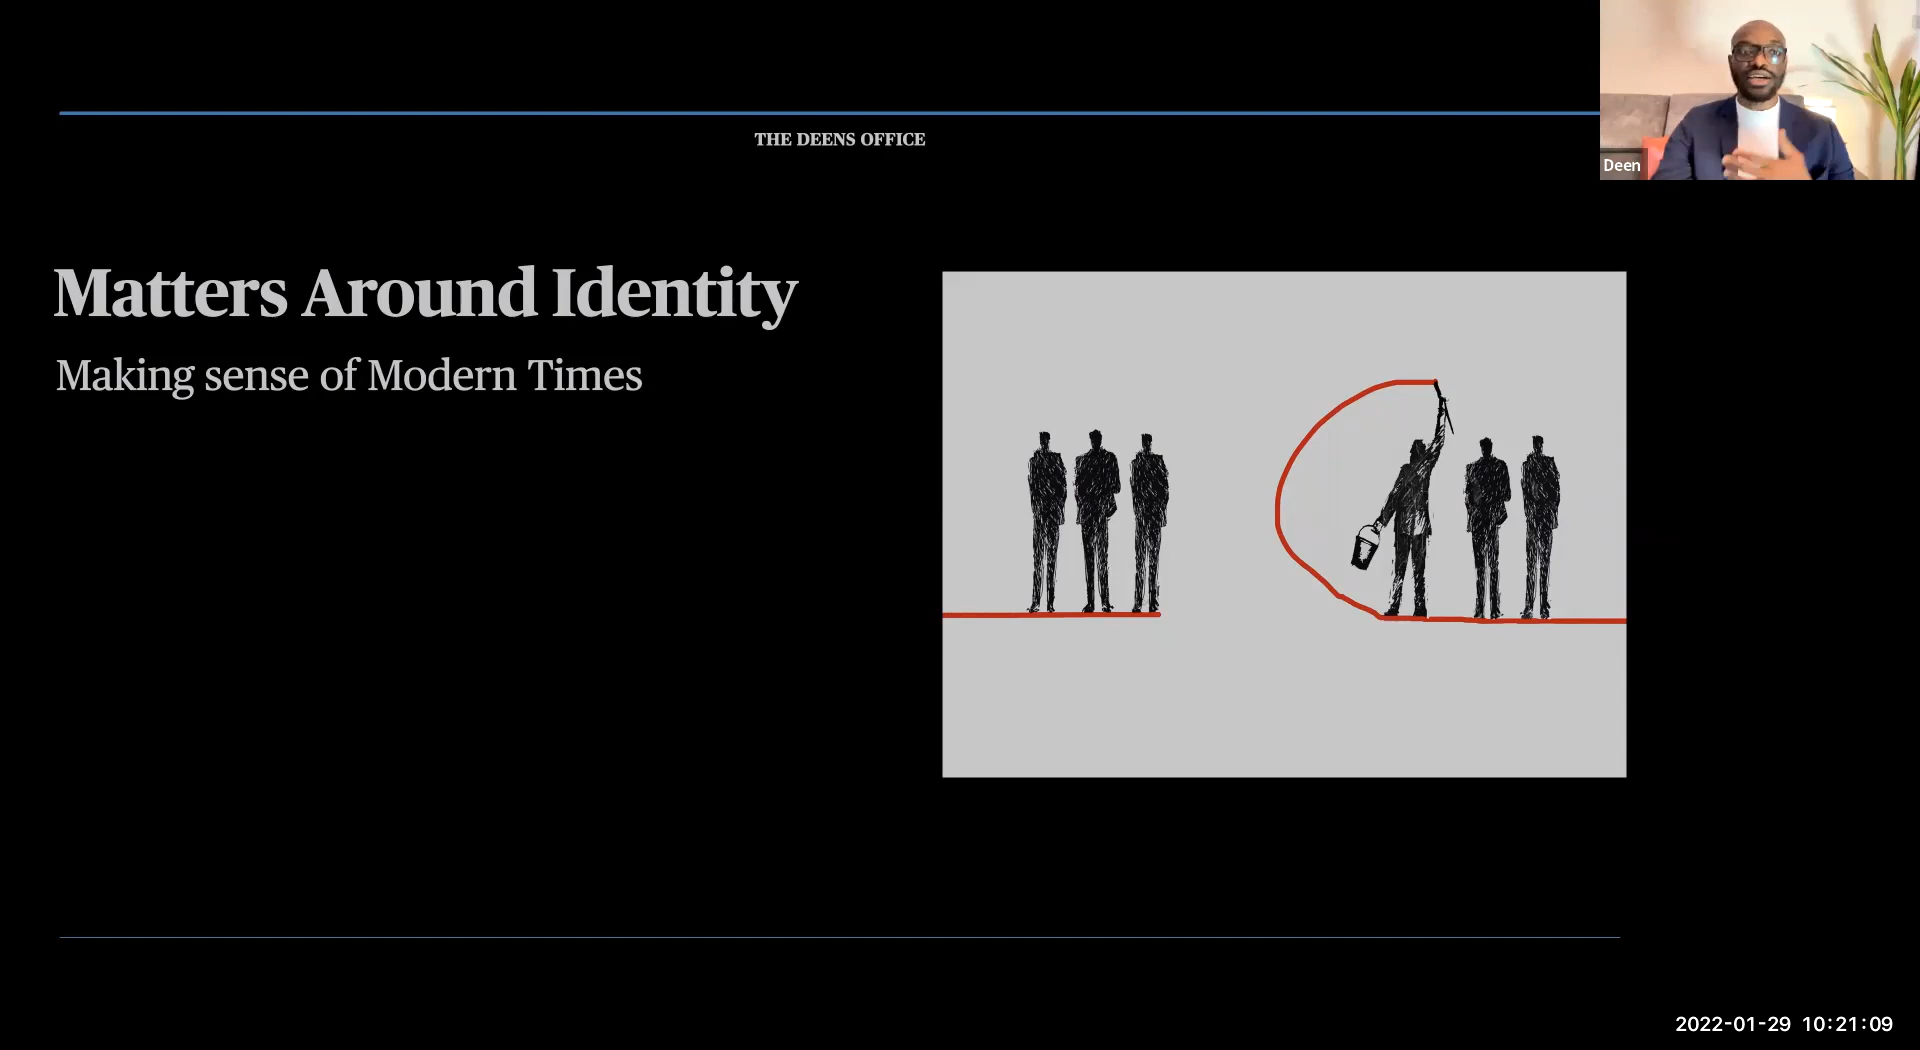 THE DEENS OFFICE
Deen
Matters Around Identity
Making sense of Modern Times
2022-01-29 10:21:09